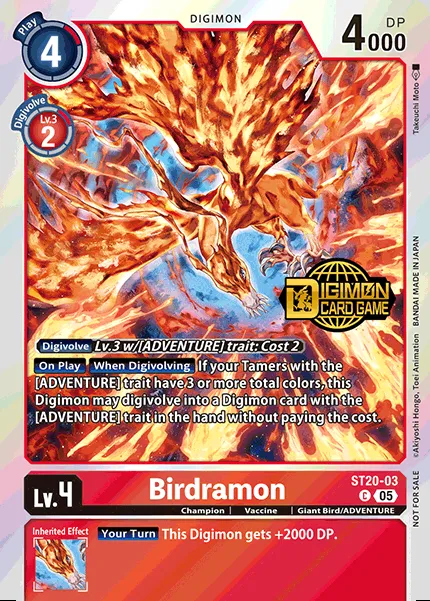 DIGIMON
Play
4
4000
DP
Digivolve
Lv.3
2
Takeuchi Moto
DIGIMON
CARD GAME
©Akiyoshi Hongo, Toei Animation BANDAI MADE IN JAPAN
NOT FOR SALE
Digivolve Lv.3 w/[ADVENTURE] trait: Cost 2
On Play When Digivolving If your Tamers with the
[ADVENTURE] trait have 3 or more total colors, this
Digimon may digivolve into a Digimon card with the
[ADVENTURE] trait in the hand without paying the cost.
Lv.4
Birdramon
ST20-03
C 05
Champion | Vaccine | Giant Bird/ADVENTURE
Inherited Effect
Your Turn This Digimon gets +2000 DP.